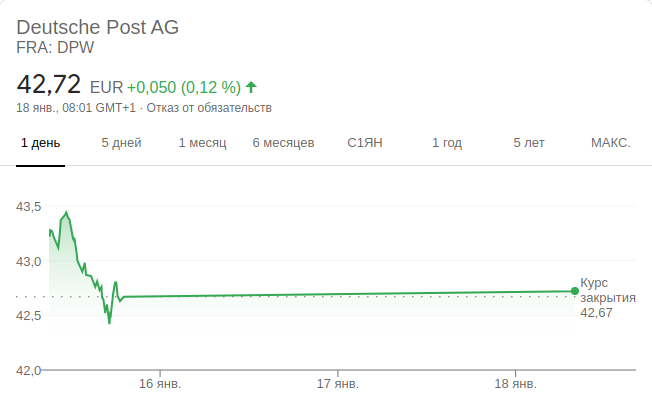 Deutsche Post AG
FRA: DPW
42,72 EUR +0,050 (0,12 %)
18 янв., 08:01 GMT+1 · Отказ от обязательств
1 день 5 дней 1 месяц 6 месяцев С1ЯН 1 год 5 лет МАКС.
43,5
43,0
Курс
закрытия
42,67
42,5
42,0
16 янв. 17 янв. 18 янв.